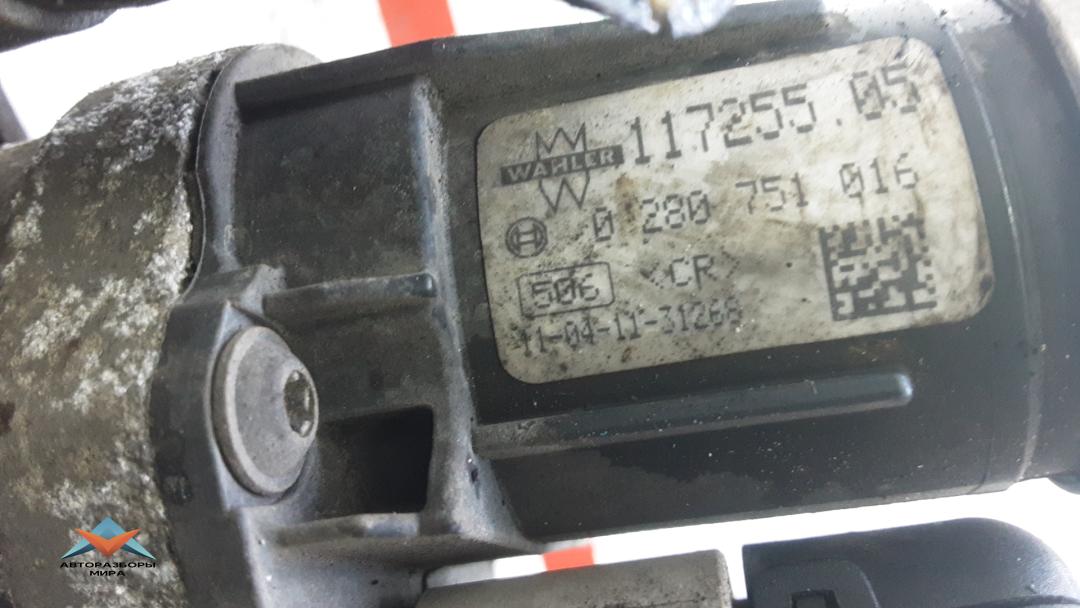 WAHLER 117255.05
0 280 751 016
506 CR
11-04-11-31268
АВТОРАЗБОРЫ
МИРА